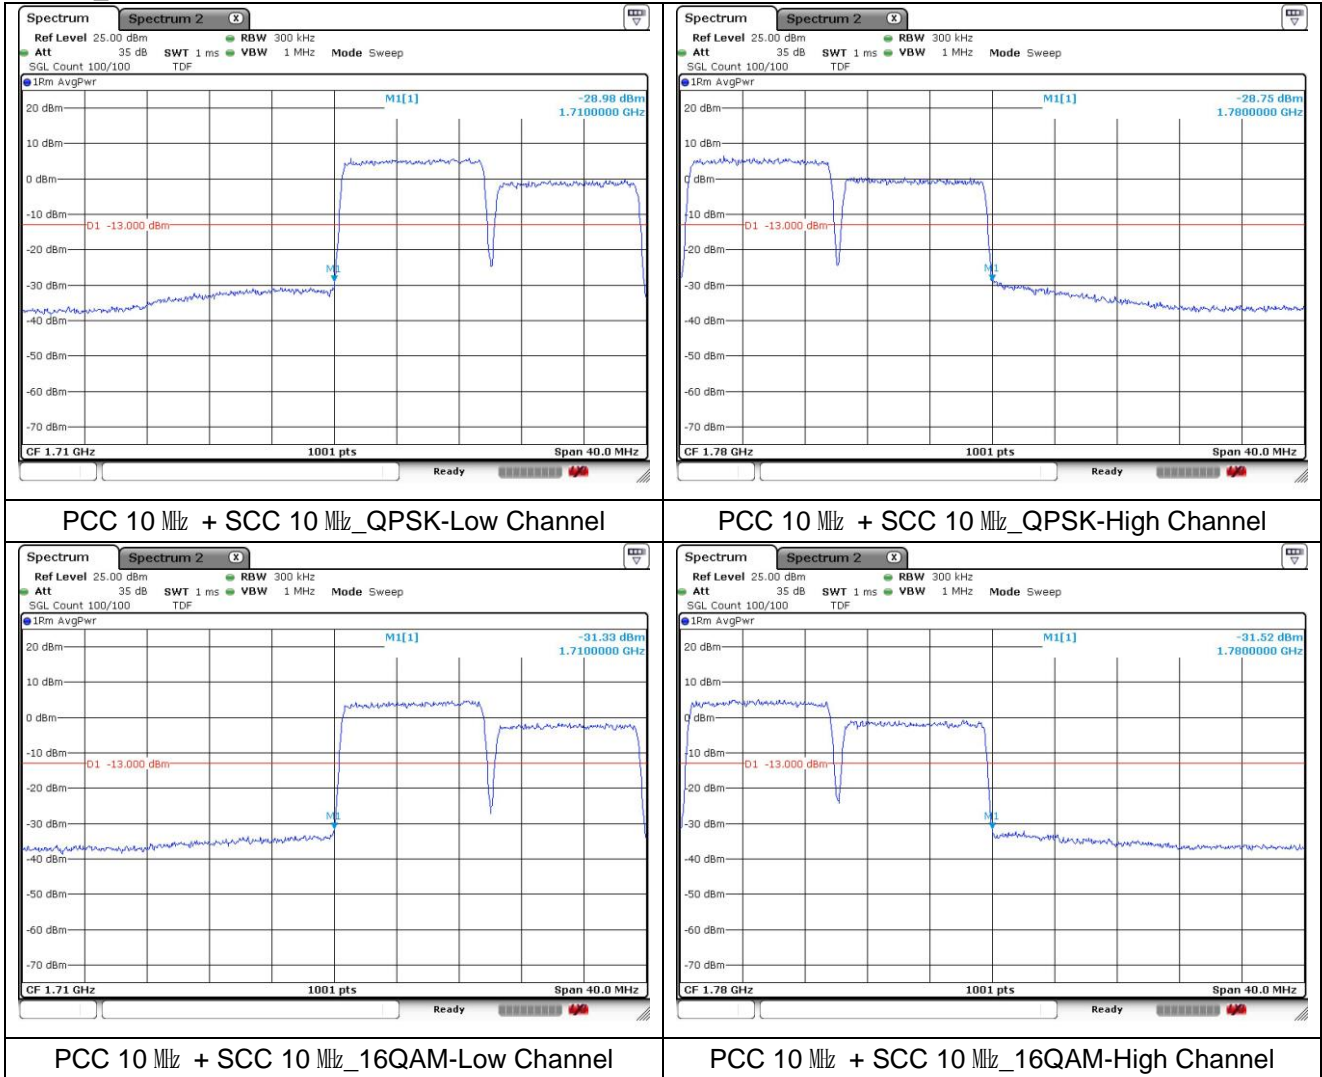 Spectrum Spectrum 2 X
Ref Level 25.00 dBm RBW 300 kHz
Att 35 dB SWT 1 ms VBW 1 MHz Mode Sweep
SGL Count 100/100 TDF
1Rm AvgPwr
M1[1] -28.98 dBm
1.7100000 GHz
20 dBm
10 dBm
0 dBm
-10 dBm
D1 -13.000 dBm
-20 dBm
M1
-30 dBm
-40 dBm
-50 dBm
-60 dBm
-70 dBm
CF 1.71 GHz 1001 pts Span 40.0 MHz
Ready
PCC 10 ㎒ + SCC 10 ㎒_QPSK-Low Channel
Spectrum Spectrum 2 X
Ref Level 25.00 dBm RBW 300 kHz
Att 35 dB SWT 1 ms VBW 1 MHz Mode Sweep
SGL Count 100/100 TDF
1Rm AvgPwr
M1[1] -28.75 dBm
1.7800000 GHz
20 dBm
10 dBm
0 dBm
-10 dBm
D1 -13.000 dBm
-20 dBm
M1
-30 dBm
-40 dBm
-50 dBm
-60 dBm
-70 dBm
CF 1.78 GHz 1001 pts Span 40.0 MHz
Ready
PCC 10 ㎒ + SCC 10 ㎒_QPSK-High Channel
Spectrum Spectrum 2 X
Ref Level 25.00 dBm RBW 300 kHz
Att 35 dB SWT 1 ms VBW 1 MHz Mode Sweep
SGL Count 100/100 TDF
1Rm AvgPwr
M1[1] -31.33 dBm
1.7100000 GHz
20 dBm
10 dBm
0 dBm
-10 dBm
D1 -13.000 dBm
-20 dBm
-30 dBm
M1
-40 dBm
-50 dBm
-60 dBm
-70 dBm
CF 1.71 GHz 1001 pts Span 40.0 MHz
Ready
PCC 10 ㎒ + SCC 10 ㎒_16QAM-Low Channel
Spectrum Spectrum 2 X
Ref Level 25.00 dBm RBW 300 kHz
Att 35 dB SWT 1 ms VBW 1 MHz Mode Sweep
SGL Count 100/100 TDF
1Rm AvgPwr
M1[1] -31.52 dBm
1.7800000 GHz
20 dBm
10 dBm
0 dBm
-10 dBm
D1 -13.000 dBm
-20 dBm
-30 dBm
M1
-40 dBm
-50 dBm
-60 dBm
-70 dBm
CF 1.78 GHz 1001 pts Span 40.0 MHz
Ready
PCC 10 ㎒ + SCC 10 ㎒_16QAM-High Channel